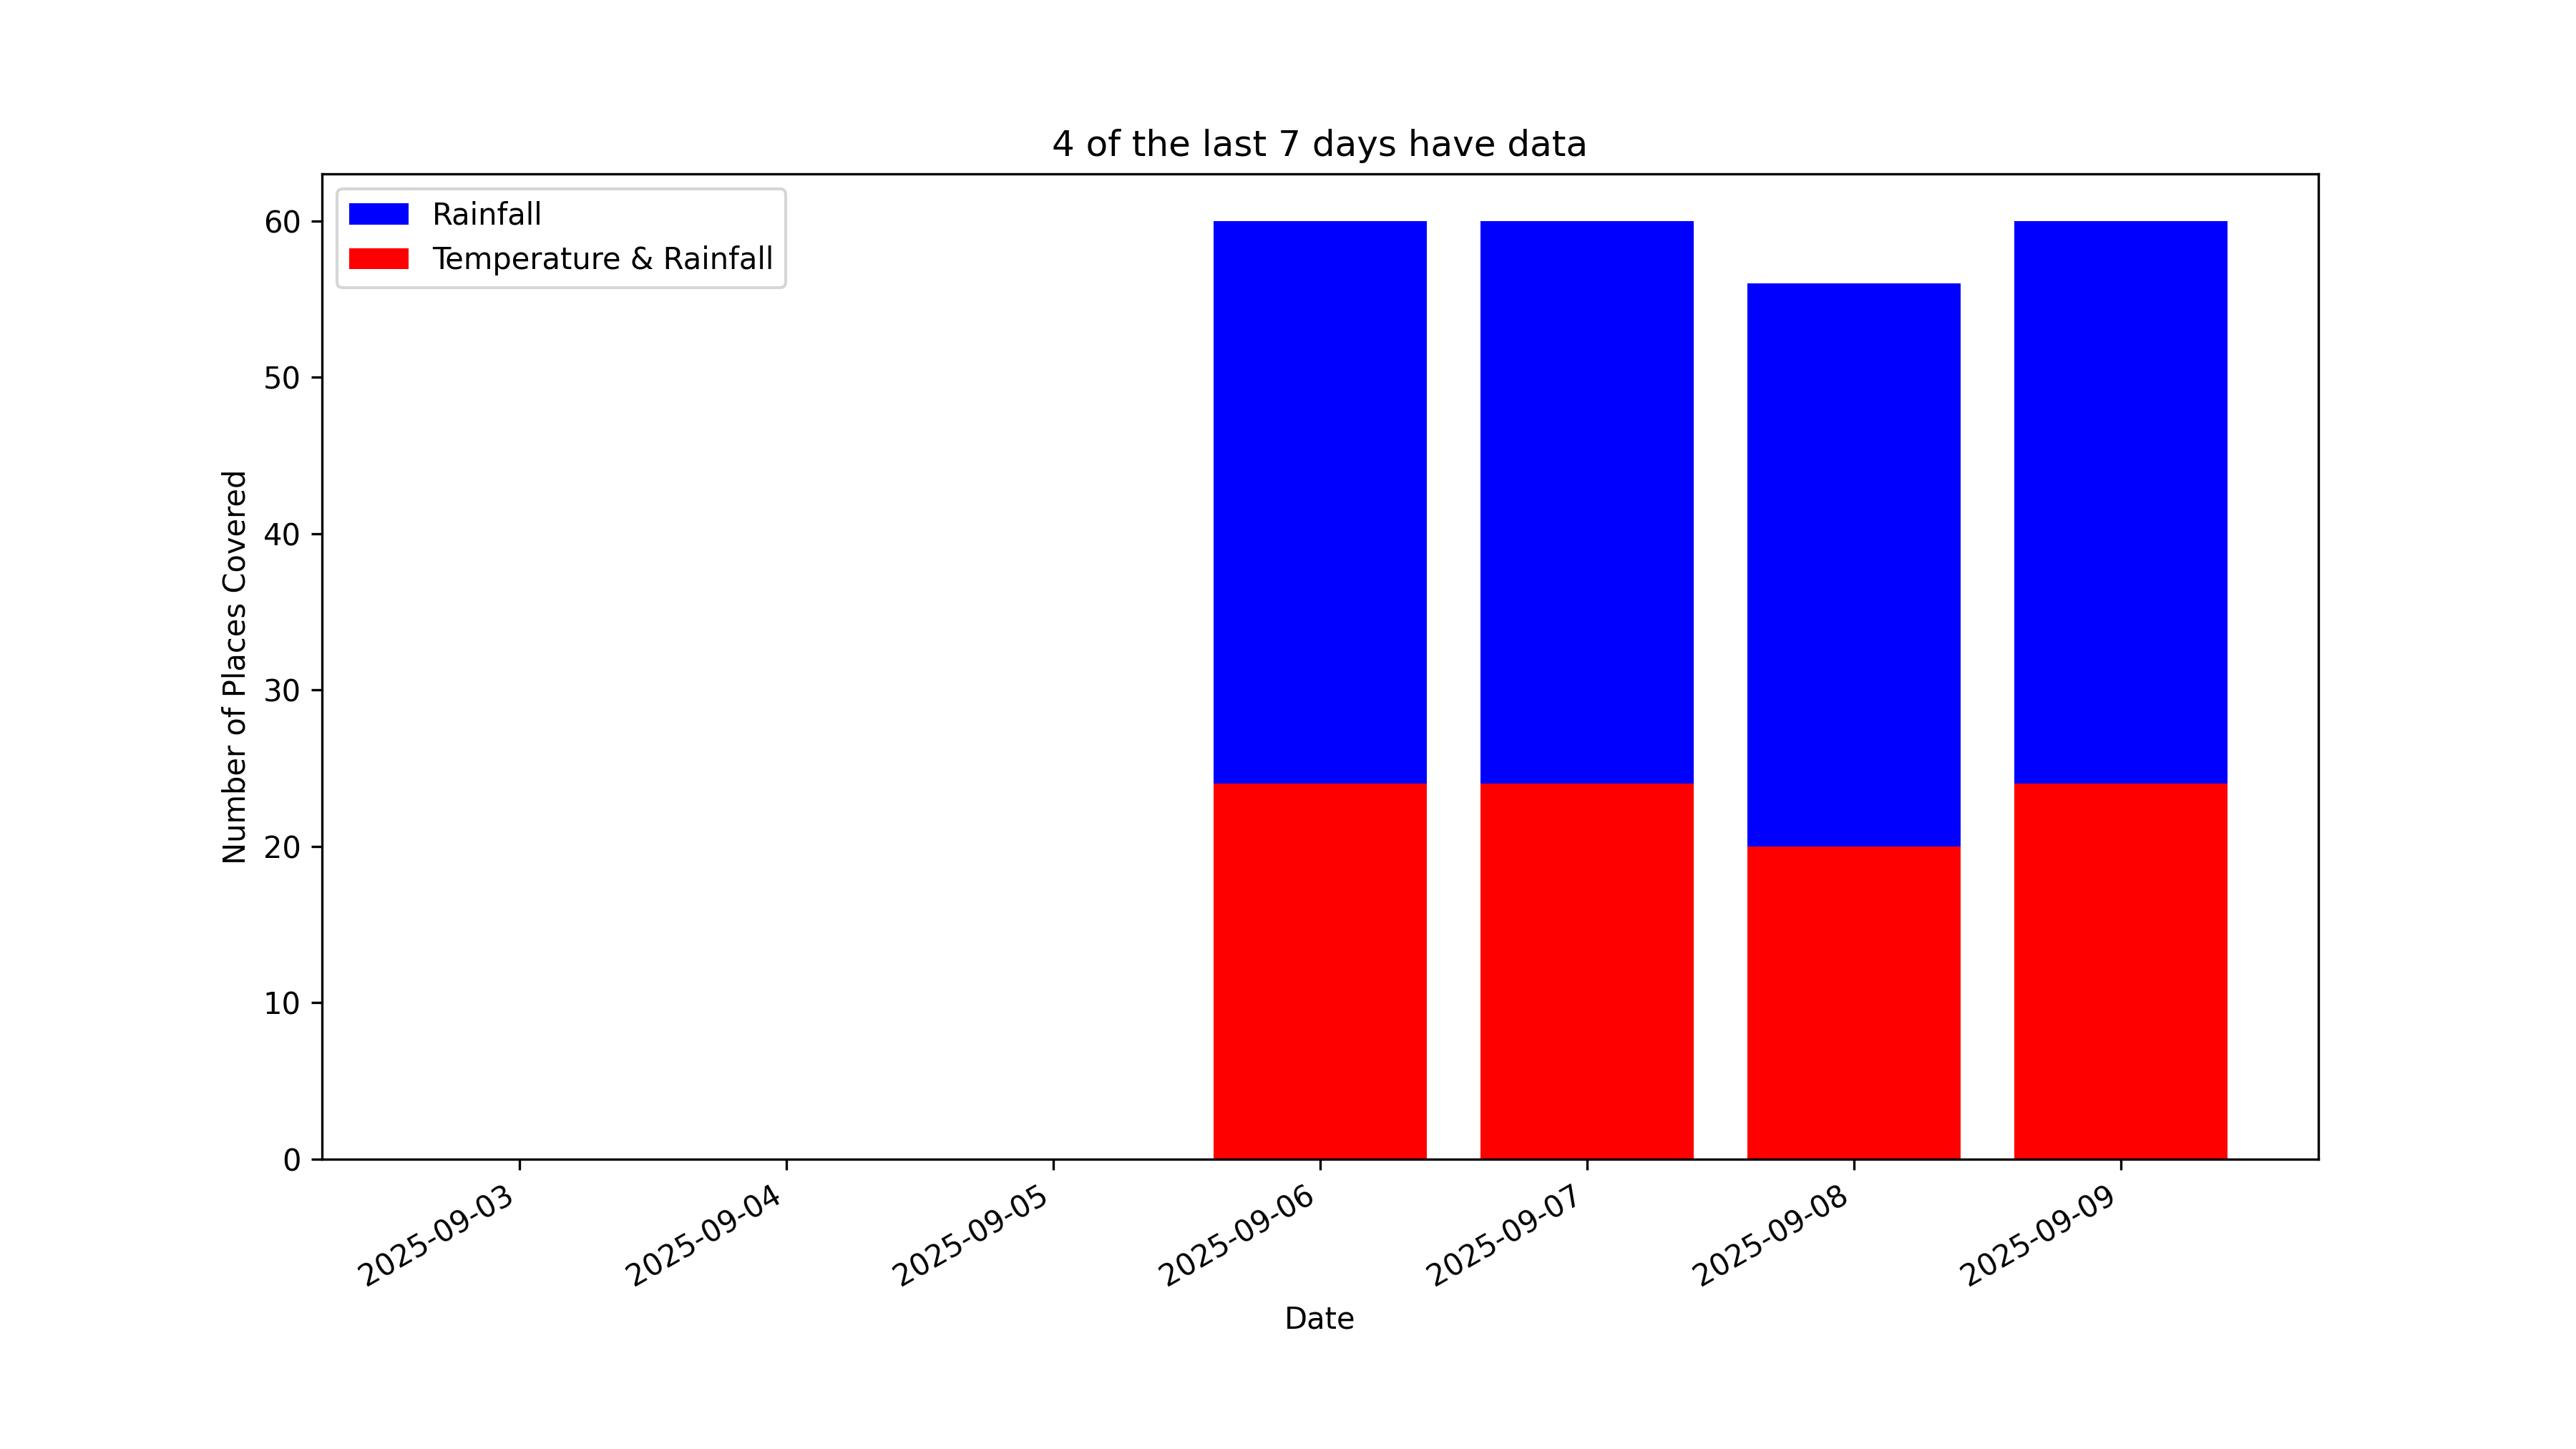 4 of the last 7 days have data
Rainfall
Temperature & Rainfall
Number of Places Covered
60
50
40
30
20
10
0
2025-09-03
2025-09-04
2025-09-05
2025-09-06
2025-09-07
2025-09-08
2025-09-09
Date